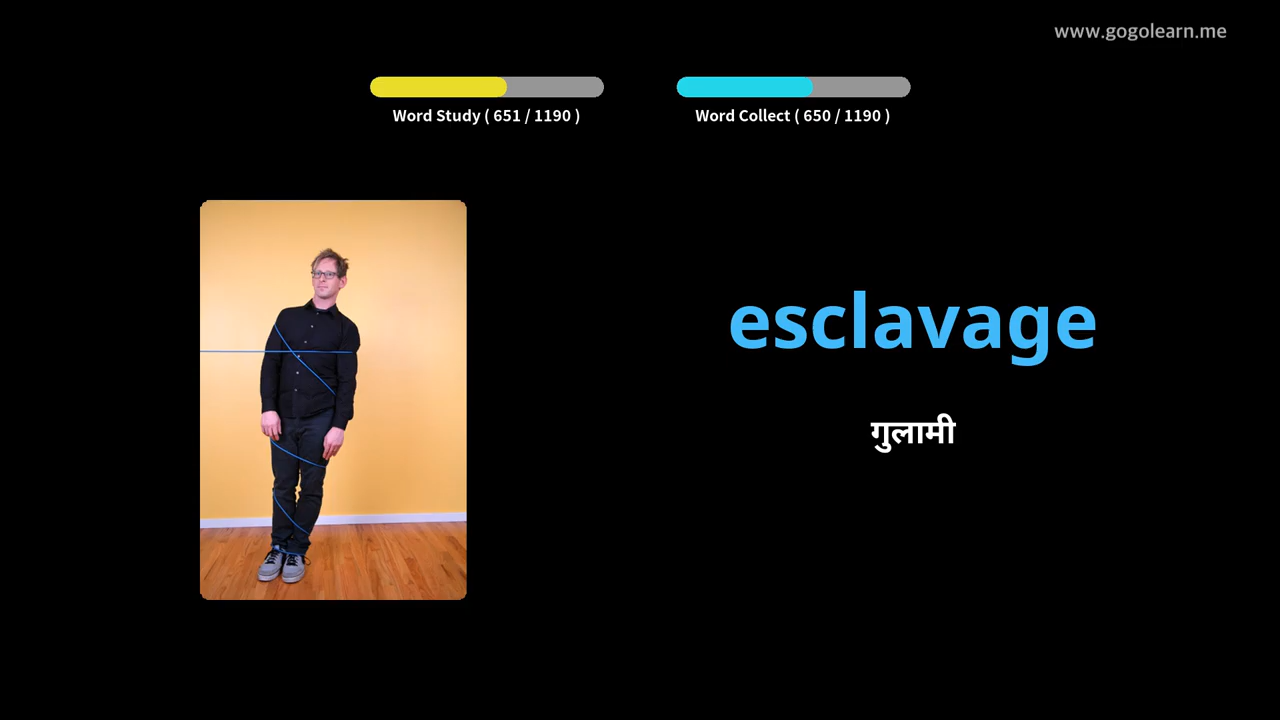 www.gogolearn.me
Word Study ( 651 / 1190 )
Word Collect ( 650 / 1190 )
esclavage
गुलामी